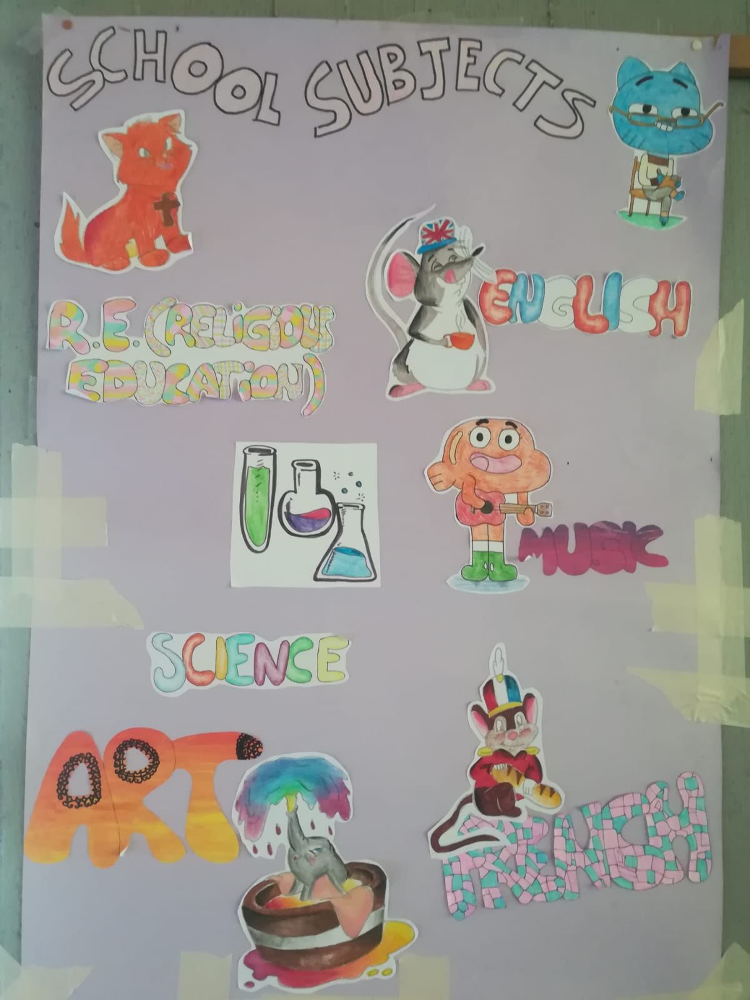 SCHOOL SUBJECTS
ENGLISH
R.E. (RELIGIOUS
EDUCATION)
MUSIC
SCIENCE
ART
FRENCH